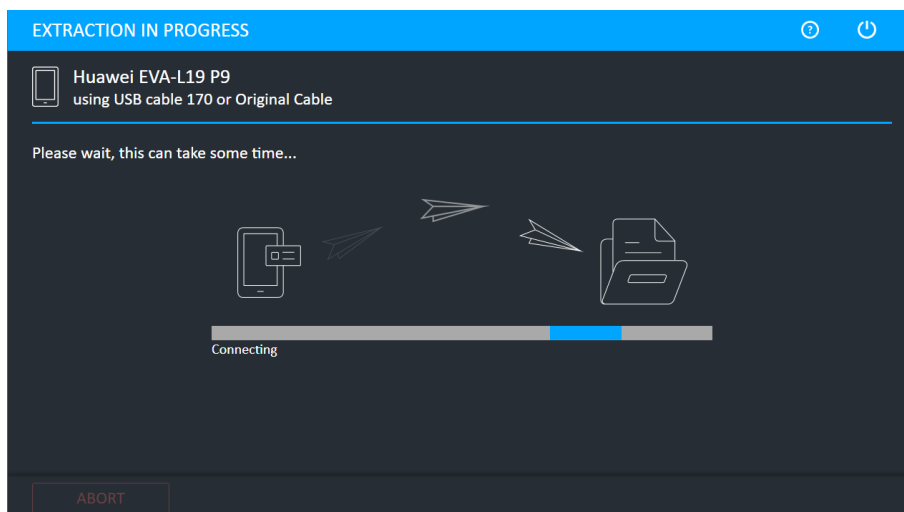 EXTRACTION IN PROGRESS
Huawei EVA-L19 P9
using USB cable 170 or Original Cable
Please wait, this can take some time...
Connecting
ABORT